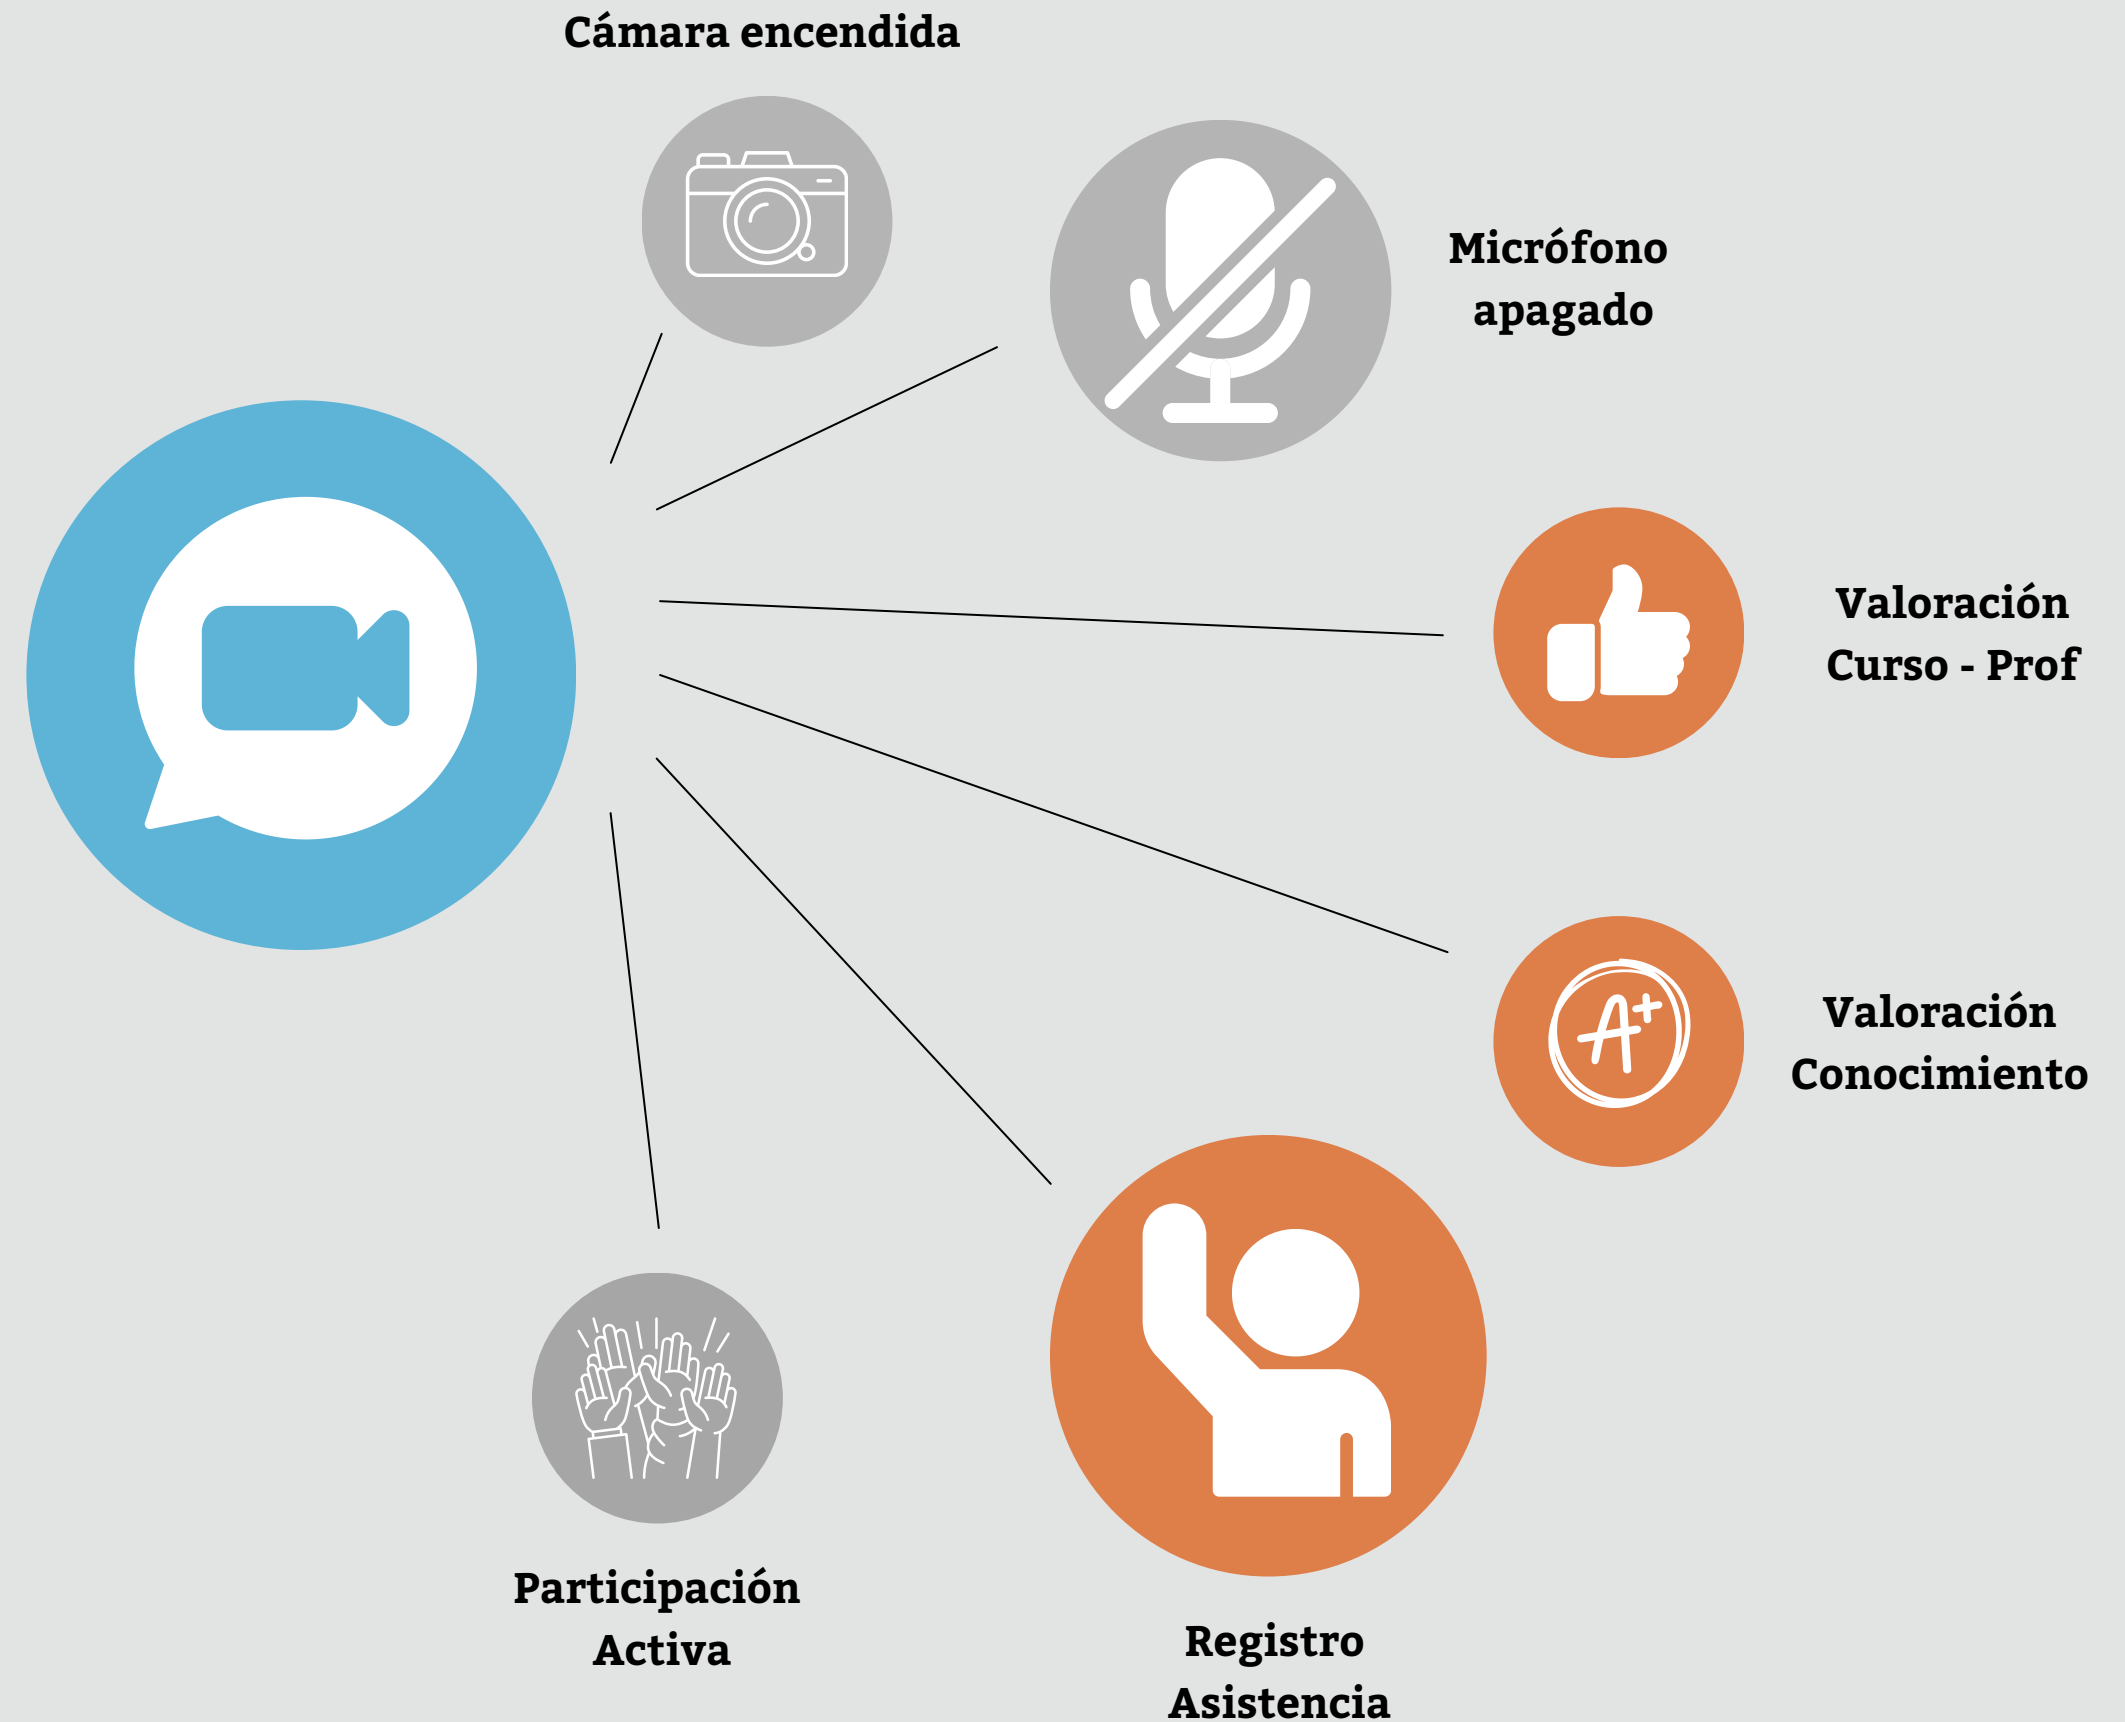 Cámara encendida
Micrófono
apagado
Valoración
Curso - Prof
A+
Valoración
Conocimiento
Participación
Activa
Registro
Asistencia